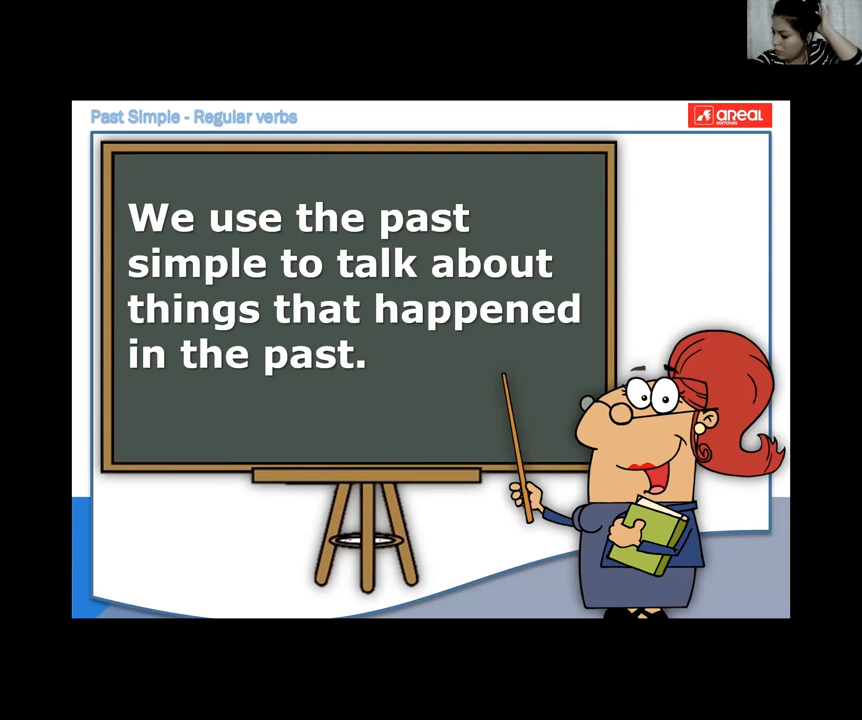 Past Simple - Regular verbs
AREAL
EDITORES
We use the past
simple to talk about
things that happened
in the past.